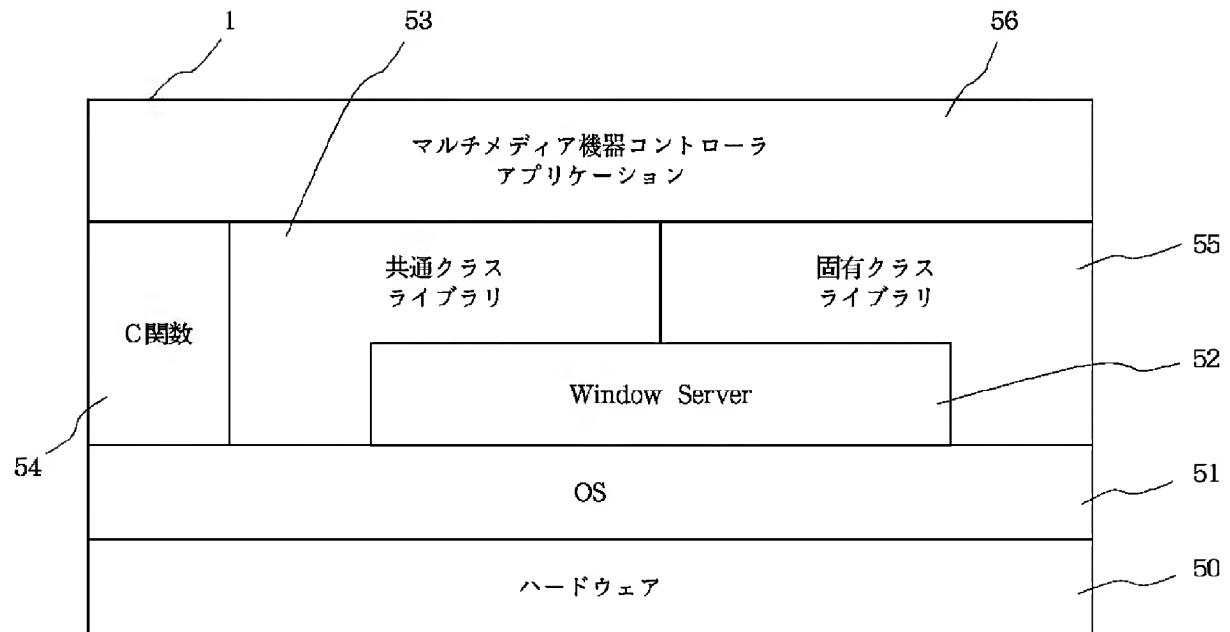 1
53
56
マルチメディア機器コントローラ
アプリケーション
共通クラス
ライブラリ
固有クラス
ライブラリ
55
C関数
Window Server
52
54
OS
51
ハードウェア
50